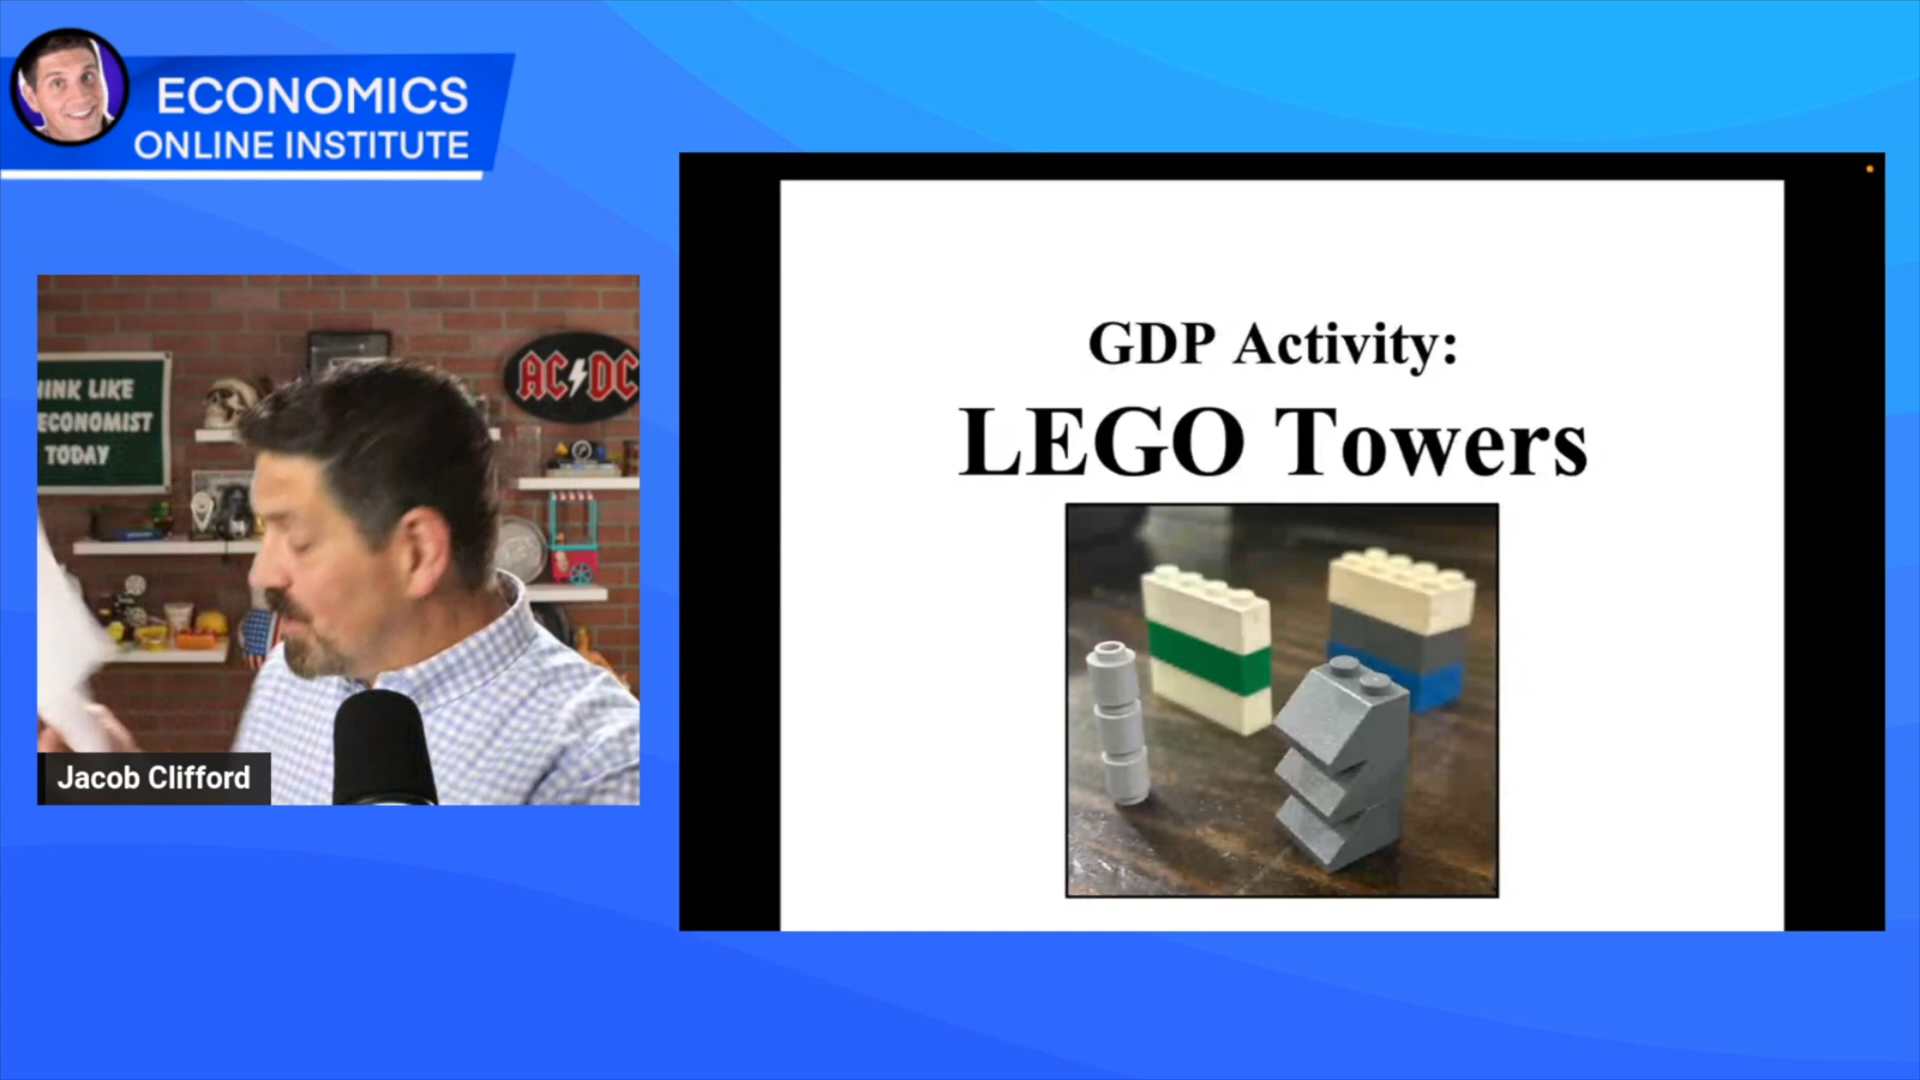 ECONOMICS
ONLINE INSTITUTE
INK LIKE
ECONOMIST
TODAY
AC DC
Jacob Clifford
GDP Activity:
LEGO Towers